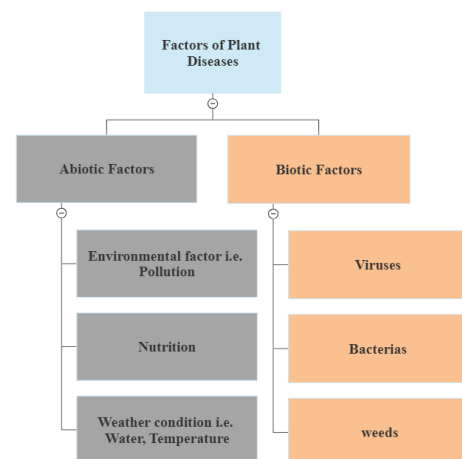 Factors of Plant
Diseases
Abiotic Factors
Biotic Factors
Environmental factor i.e.
Pollution
Nutrition
Weather condition i.e.
Water, Temperature
Viruses
Bacterias
weeds